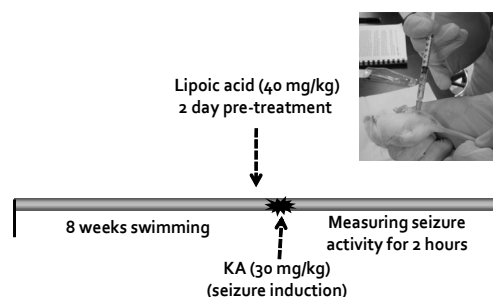 Lipoic acid (40 mg/kg)
2 day pre-treatment
8 weeks swimming
Measuring seizure
activity for 2 hours
KA (30 mg/kg)
(seizure induction)